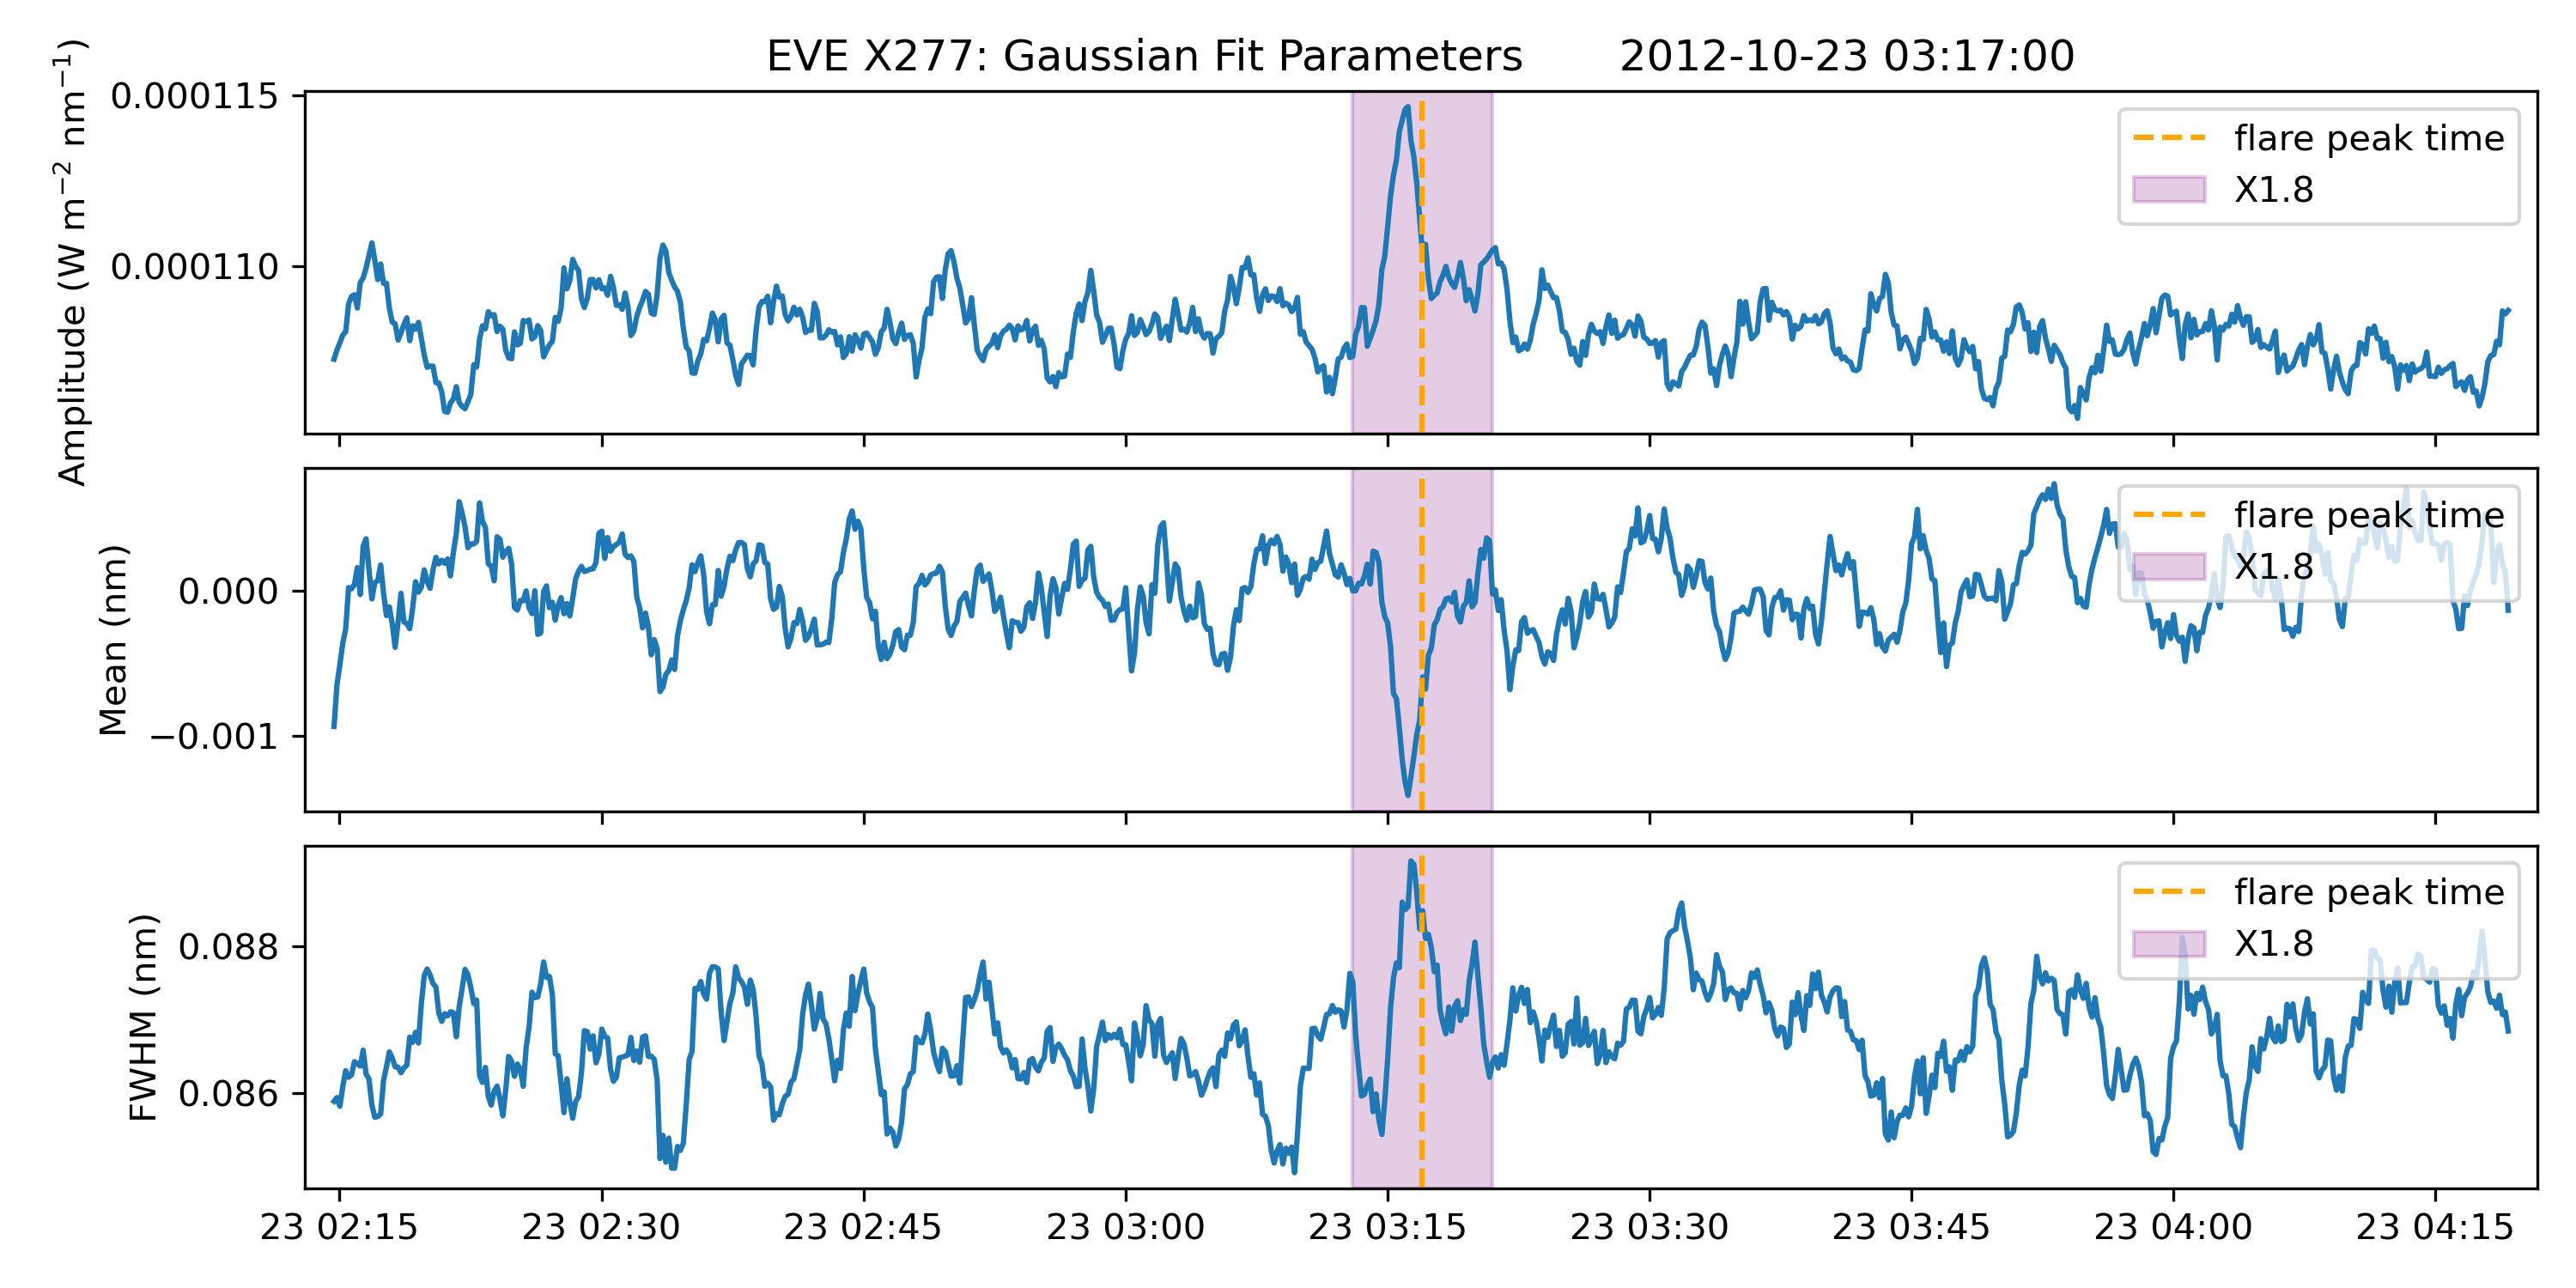 EVE X277: Gaussian Fit Parameters 2012-10-23 03:17:00
Amplitude (W m⁻² nm⁻¹)
0.000115
0.000110
flare peak time
X1.8
Mean (nm)
0.000
−0.001
flare peak time
X1.8
FWHM (nm)
0.088
0.086
flare peak time
X1.8
23 02:15 23 02:30 23 02:45 23 03:00 23 03:15 23 03:30 23 03:45 23 04:00 23 04:15